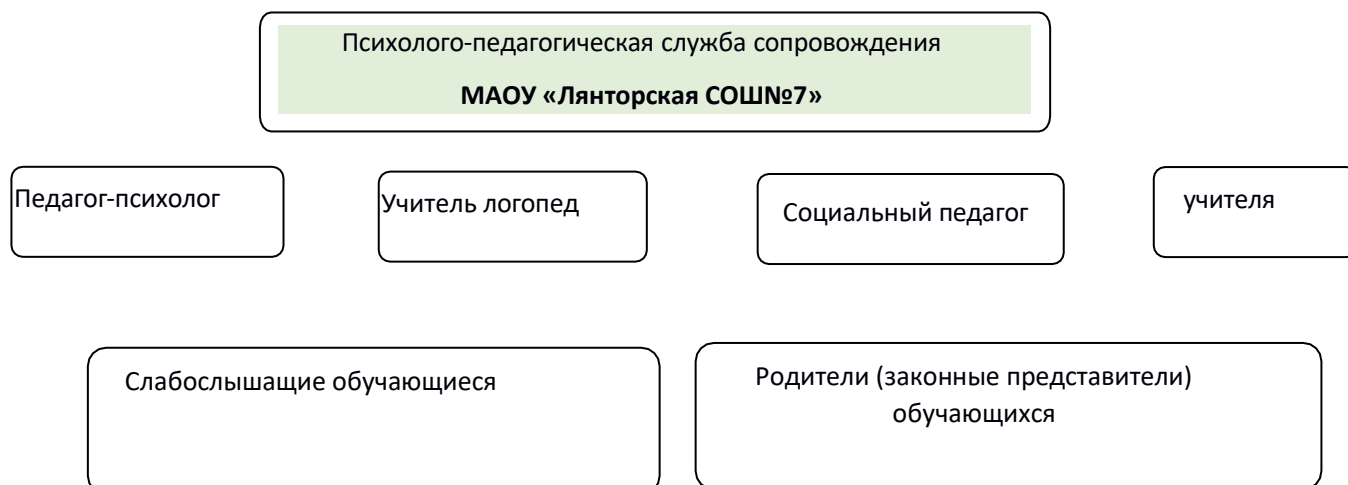 Психолого-педагогическая служба сопровождения
МАОУ «Лянторская СОШ№7»
Педагог-психолог
Учитель логопед
Социальный педагог
учителя
Слабослышащие обучающиеся
Родители (законные представители)
обучающихся